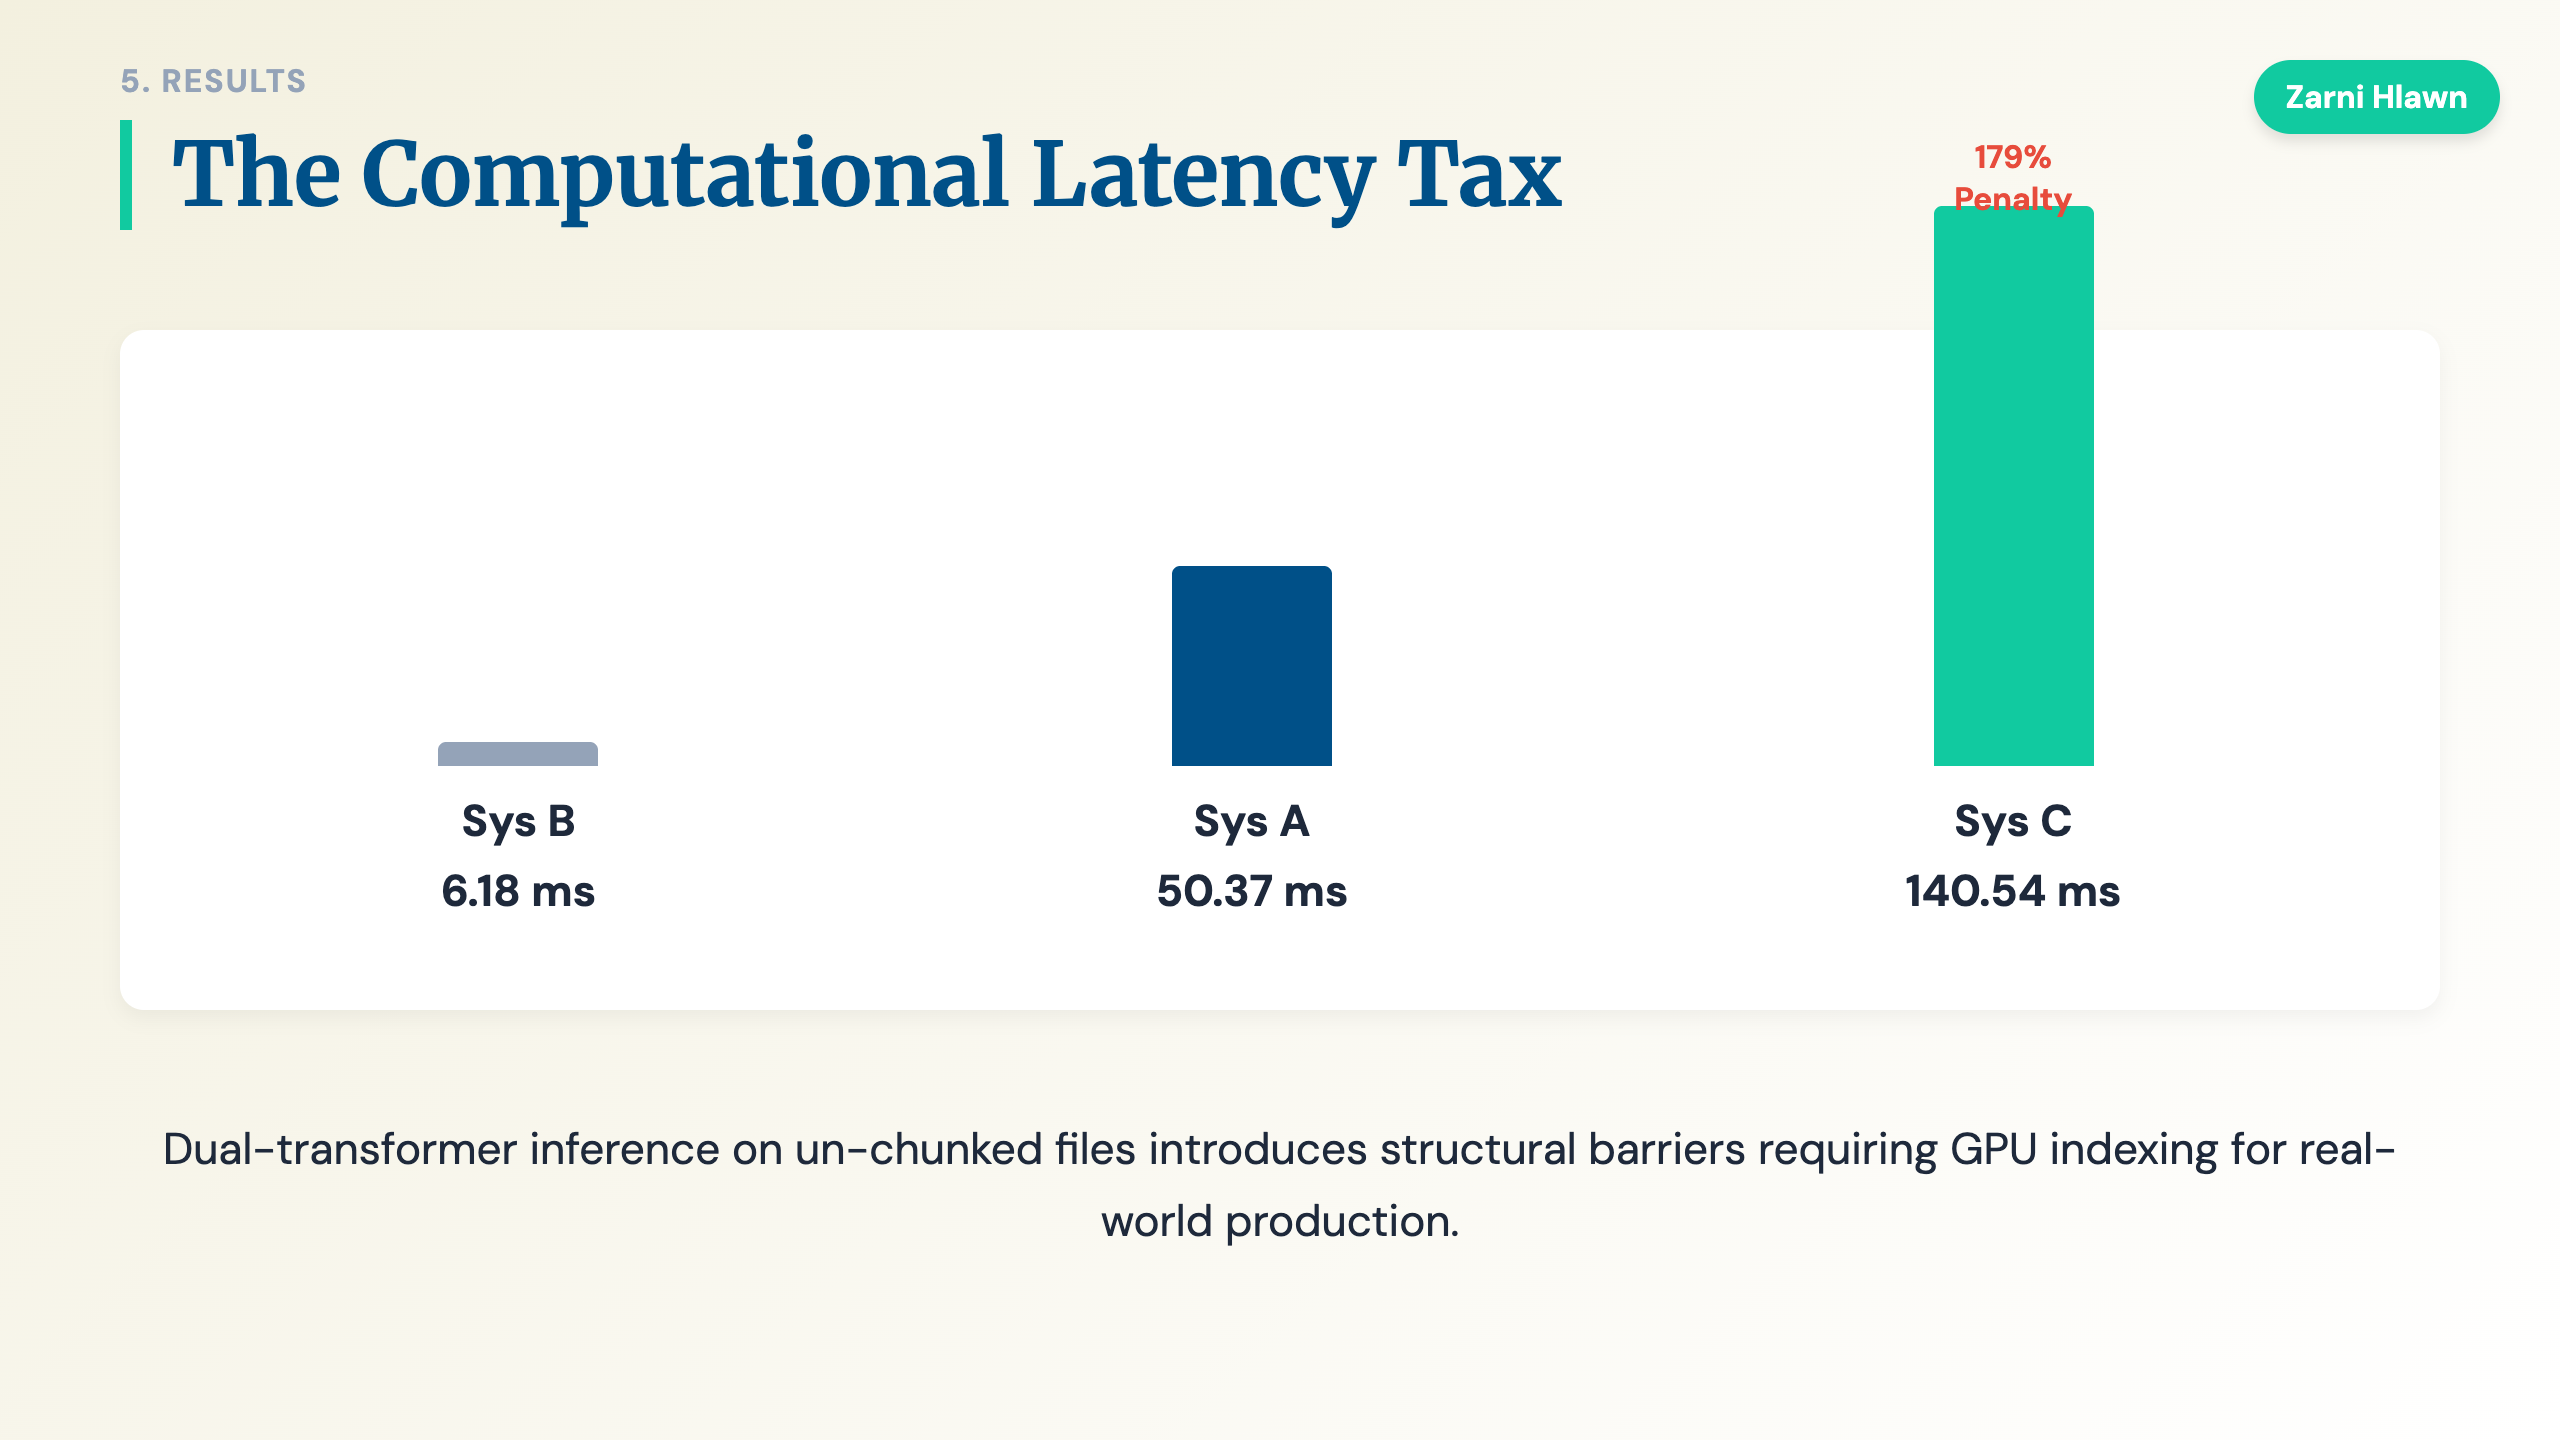 5. RESULTS
Zarni Hlawn
The Computational Latency Tax
179%
Penalty
Sys B
6.18 ms
Sys A
50.37 ms
Sys C
140.54 ms
Dual-transformer inference on un-chunked files introduces structural barriers requiring GPU indexing for real-
world production.